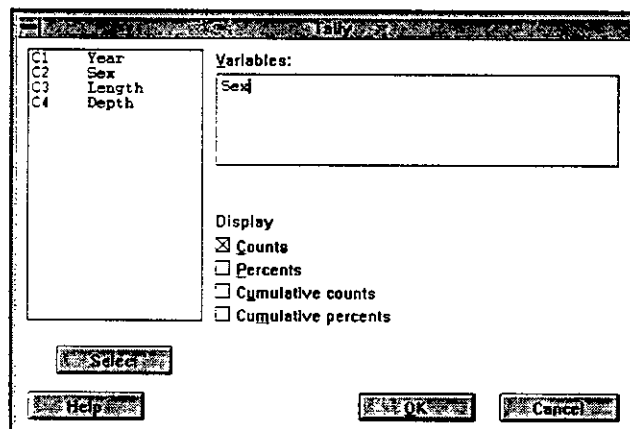 Tally
C1 Year
C2 Sex
C3 Length
C4 Depth
Variables:
Sex
Display
Counts
Percents
Cumulative counts
Cumulative percents
Select
Help
OK
Cancel